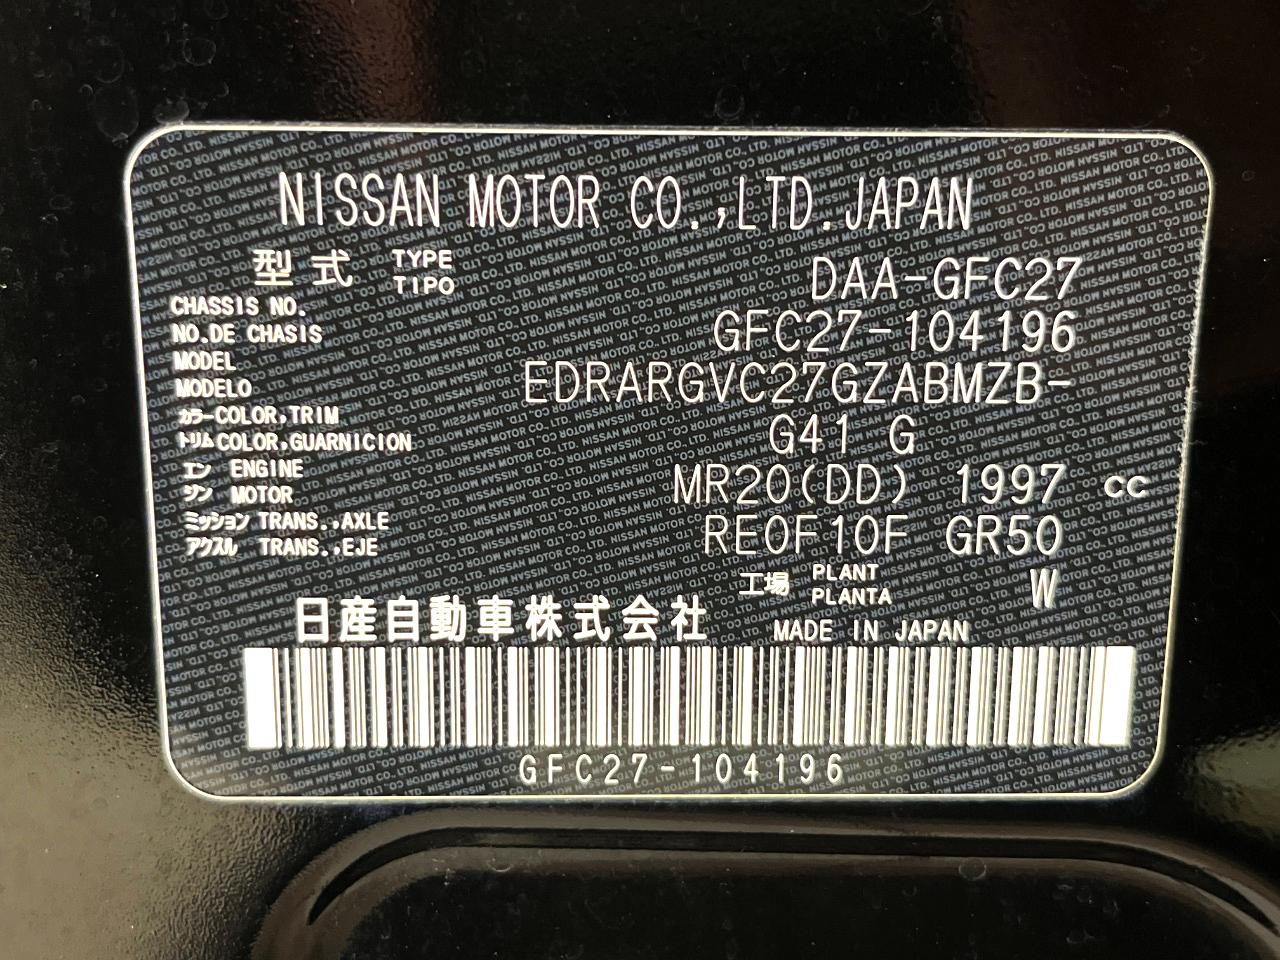 NISSAN MOTOR CO.,LTD.JAPAN
型式 TYPE DAA-GFC27
TIPO
CHASSIS NO. GFC27-104196
NO.DE CHASIS
MODEL EDRARGVC27GZABMZB-
MODELO
カラー COLOR,TRIM G41 G
トリム COLOR,GUARNICION
エン ENGINE MR20(DD) 1997 cc
ジン MOTOR
ミッション TRANS.,AXLE RE0F10F GR50
アクスル TRANS.,EJE
工場 PLANT W
PLANTA
日産自動車株式会社 MADE IN JAPAN
GFC27-104196